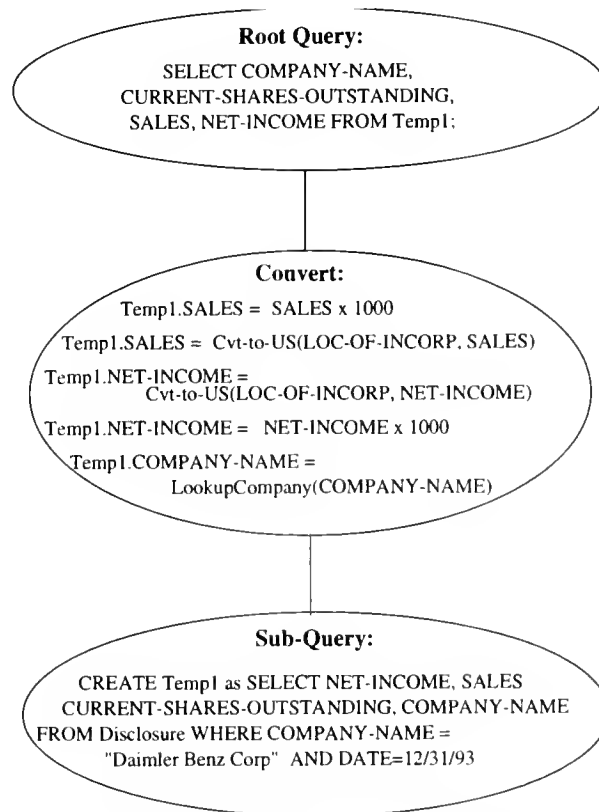 Root Query:
SELECT COMPANY-NAME,
CURRENT-SHARES-OUTSTANDING,
SALES, NET-INCOME FROM Temp1;
Convert:
Temp1.SALES = SALES x 1000
Temp1.SALES = Cvt-to-US(LOC-OF-INCORP, SALES)
Temp1.NET-INCOME =
Cvt-to-US(LOC-OF-INCORP, NET-INCOME)
Temp1.NET-INCOME = NET-INCOME x 1000
Temp1.COMPANY-NAME =
LookupCompany(COMPANY-NAME)
Sub-Query:
CREATE Temp1 as SELECT NET-INCOME, SALES
CURRENT-SHARES-OUTSTANDING, COMPANY-NAME
FROM Disclosure WHERE COMPANY-NAME =
"Daimler Benz Corp" AND DATE=12/31/93